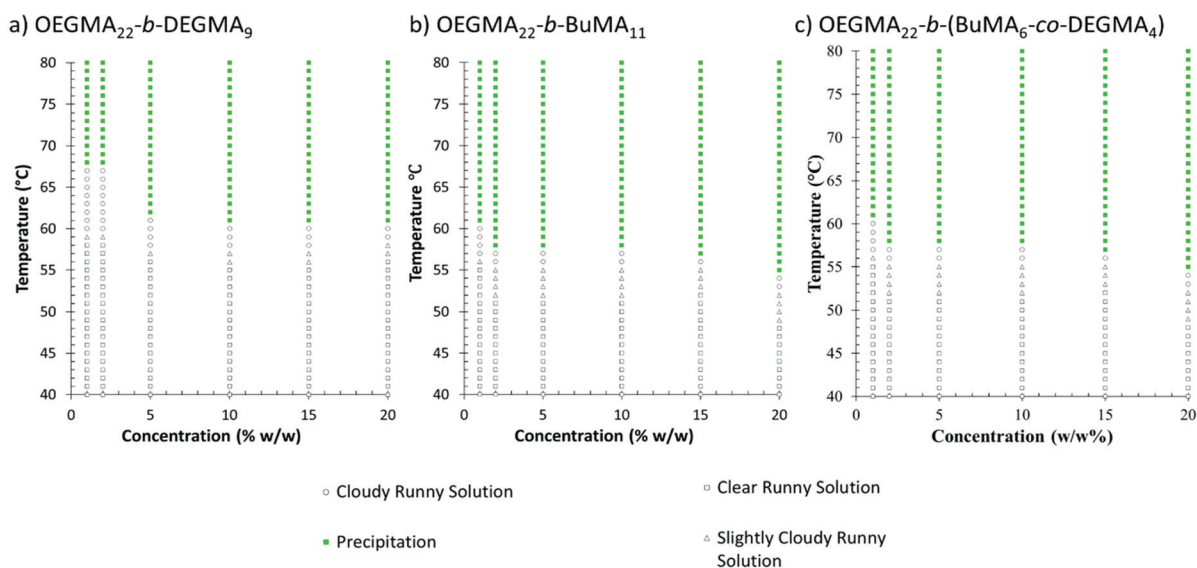 a) OEGMA₂₂-b-DEGMA₉
b) OEGMA₂₂-b-BuMA₁₁
c) OEGMA₂₂-b-(BuMA₆-co-DEGMA₄)
Temperature (°C)
80
75
70
65
60
55
50
45
40
0 5 10 15 20
Concentration (% w/w)
Temperature °C
80
75
70
65
60
55
50
45
40
0 5 10 15 20
Concentration (% w/w)
Temperature (°C)
80
75
70
65
60
55
50
45
40
0 5 10 15 20
Concentration (w/w%)
Cloudy Runny Solution
Clear Runny Solution
Precipitation
Slightly Cloudy Runny
Solution